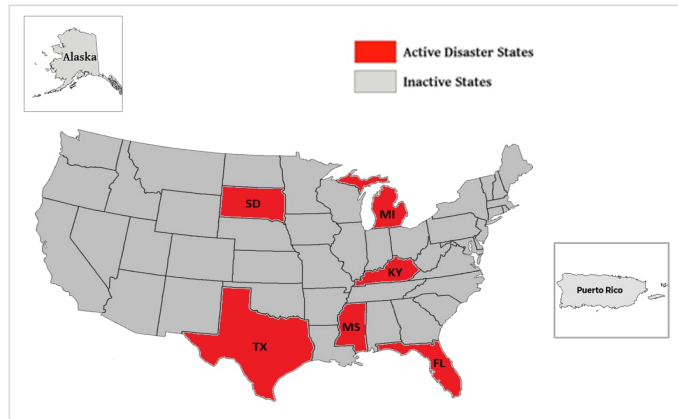 Alaska
Active Disaster States
Inactive States
SD
MI
KY
MS
TX
FL
Puerto Rico